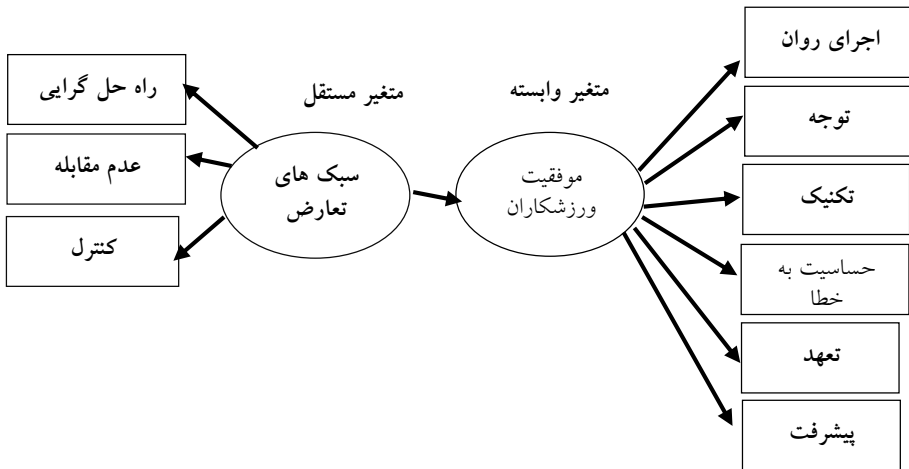 متغیر وابسته
متغیر مستقل
اجرای روان
توجه
تکنیک
حساسیت به
خطا
تعهد
پیشرفت
موفقیت
ورزشکاران
سبک های
تعارض
راه حل گرایی
عدم مقابله
کنترل